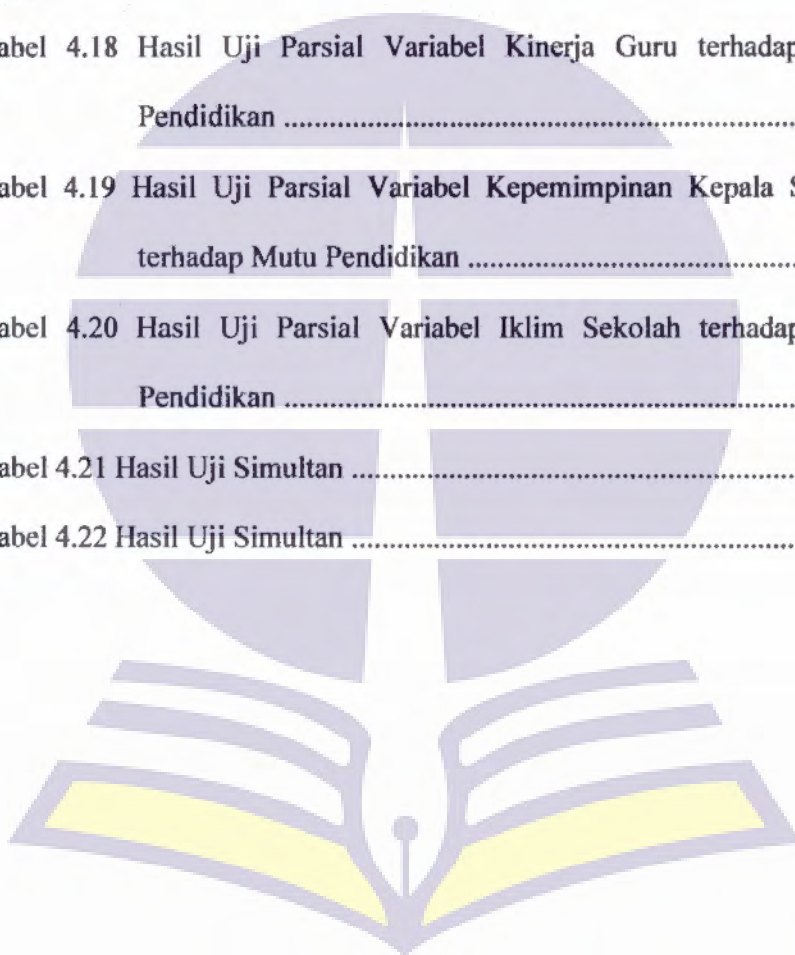 abel 4.18 Hasil Uji Parsial Variabel Kinerja Guru terhadap
Pendidikan ........................................................................
abel 4.19 Hasil Uji Parsial Variabel Kepemimpinan Kepala S
terhadap Mutu Pendidikan ..............................................
abel 4.20 Hasil Uji Parsial Variabel Iklim Sekolah terhadap
Pendidikan ........................................................................
abel 4.21 Hasil Uji Simultan .............................................................
abel 4.22 Hasil Uji Simultan .............................................................